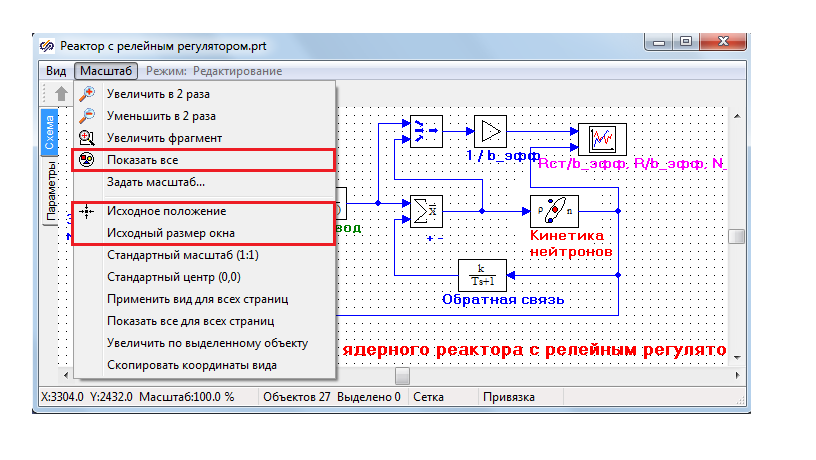 Реактор с релейным регулятором.prt
Вид Масштаб Режим: Редактирование
Увеличить в 2 раза
Уменьшить в 2 раза
Увеличить фрагмент
Показать все
Задать масштаб...
Исходное положение
Исходный размер окна
Стандартный масштаб (1:1)
Стандартный центр (0,0)
Применить вид для всех страниц
Показать все для всех страниц
Увеличить по выделенному объекту
Скопировать координаты вида
Схема
Параметры
1/b_эфф
Rст/b_эфф, R/b_эфф, N_
вод
Σx
+ -
ρ n
Кинетика
нейтронов
k
Ts+1
Обратная связь
ядерного реактора с релейным регулято
X:3304.0 Y:2432.0 Масштаб:100.0 % Объектов 27 Выделено 0 Сетка Привязка